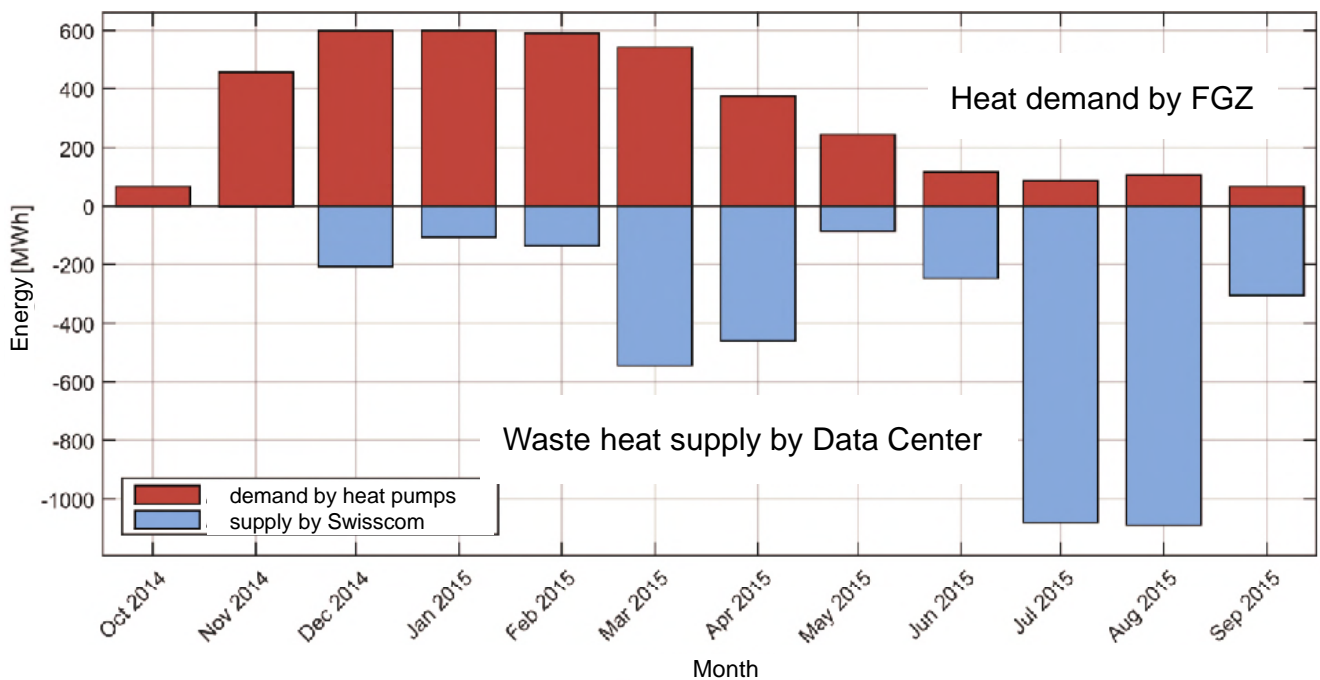 600
400
200
0
-200
-400
-600
-800
-1000
Energy [MWh]
Heat demand by FGZ
Waste heat supply by Data Center
demand by heat pumps
supply by Swisscom
Oct 2014
Nov 2014
Dec 2014
Jan 2015
Feb 2015
Mar 2015
Apr 2015
May 2015
Jun 2015
Jul 2015
Aug 2015
Sep 2015
Month